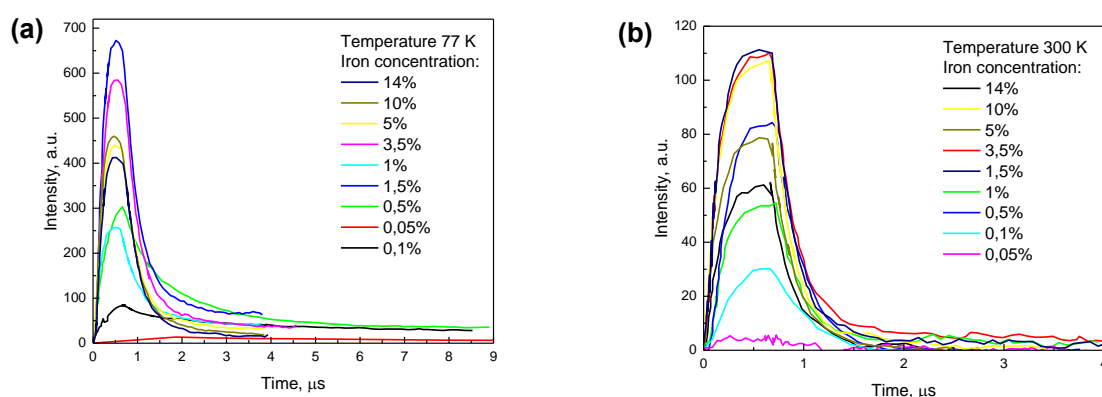 (a)
700
600
500
400
300
200
100
0
0 1 2 3 4 5 6 7 8 9
Intensity, a.u.
Time, μs
Temperature 77 K
Iron concentration:
14%
10%
5%
3,5%
1%
1,5%
0,5%
0,05%
0,1%
(b)
120
100
80
60
40
20
0
0 1 2 3 4
Intensity, a.u.
Time, μs
Temperature 300 K
Iron concentration:
14%
10%
5%
3,5%
1,5%
1%
0,5%
0,1%
0,05%